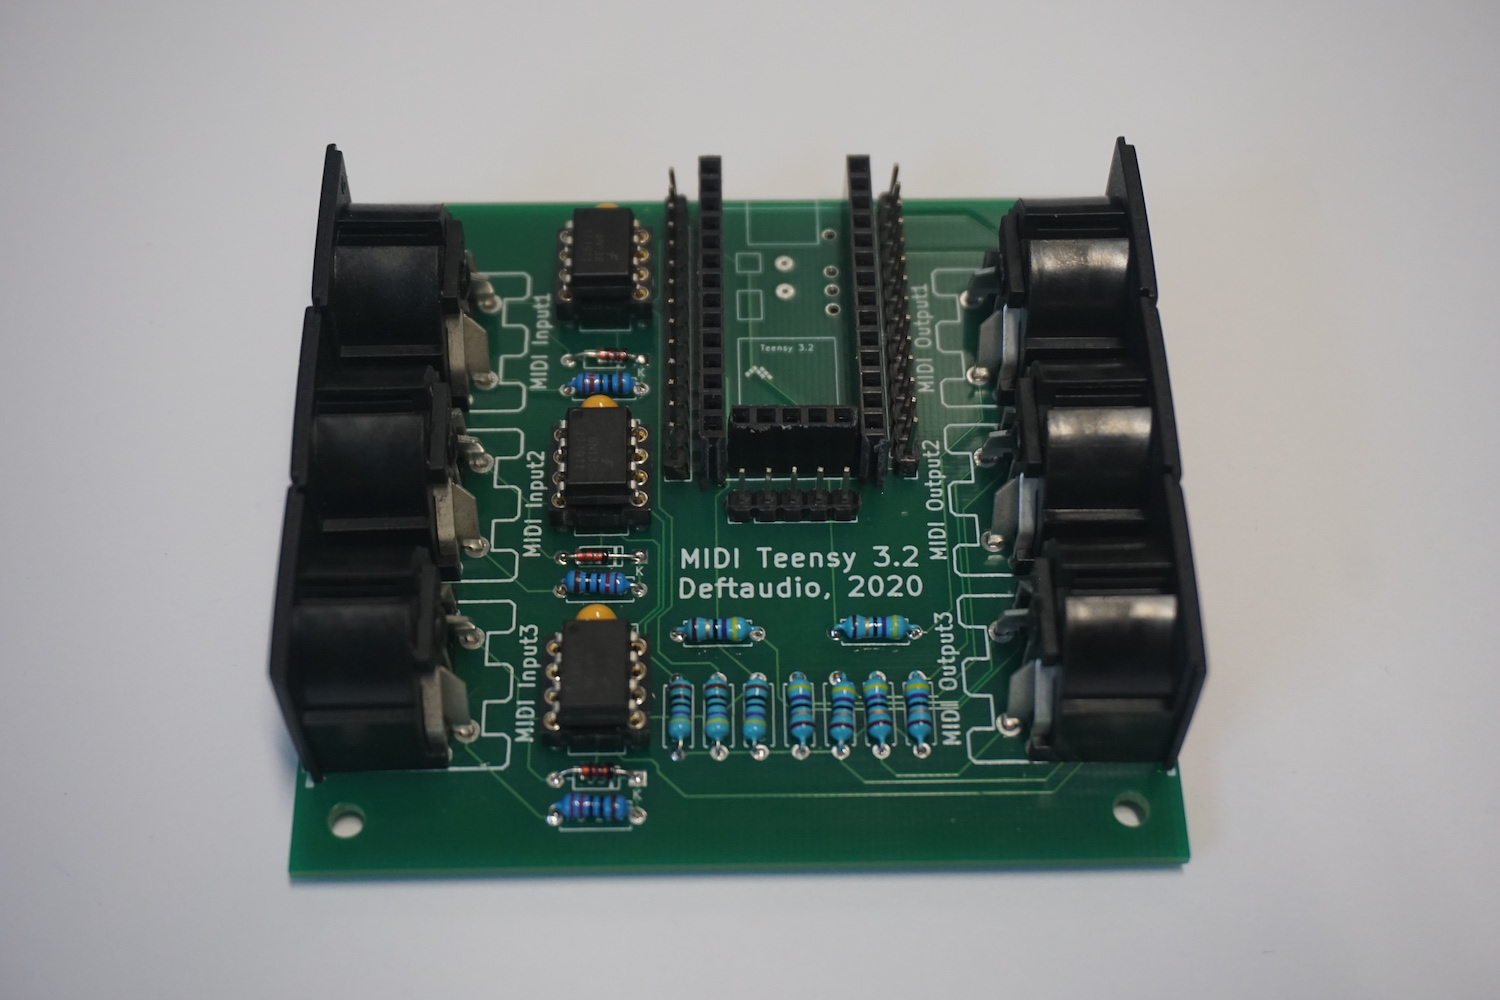 MIDI Input1
MIDI Output1
Teensy 3.2
MIDI Input2
MIDI Output2
MIDI Teensy 3.2
Deftaudio, 2020
MIDI Input3
MIDI Output3